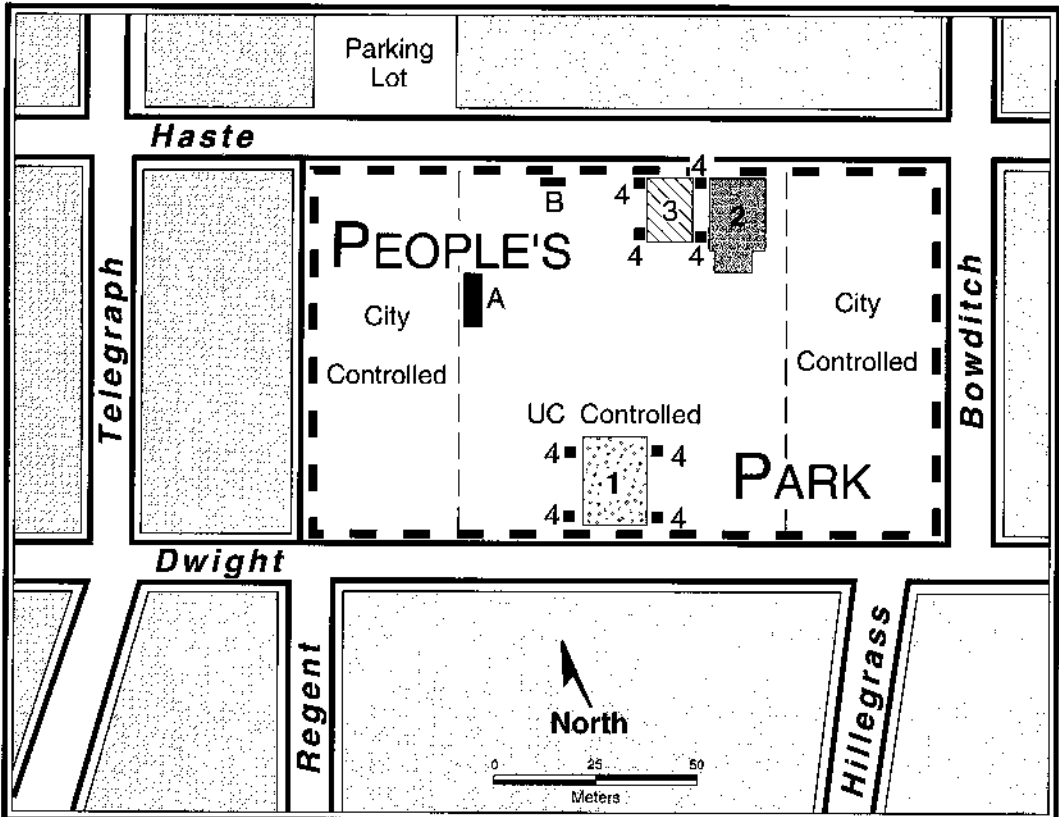 Parking
Lot
Haste
4
4
B
3
2
4
4
PEOPLE'S
A
City
Controlled
City
Controlled
Telegraph
Bowditch
UC Controlled
4
4
1
PARK
4
4
Dwight
Regent
North
Hillegrass
0 25 50
Meters